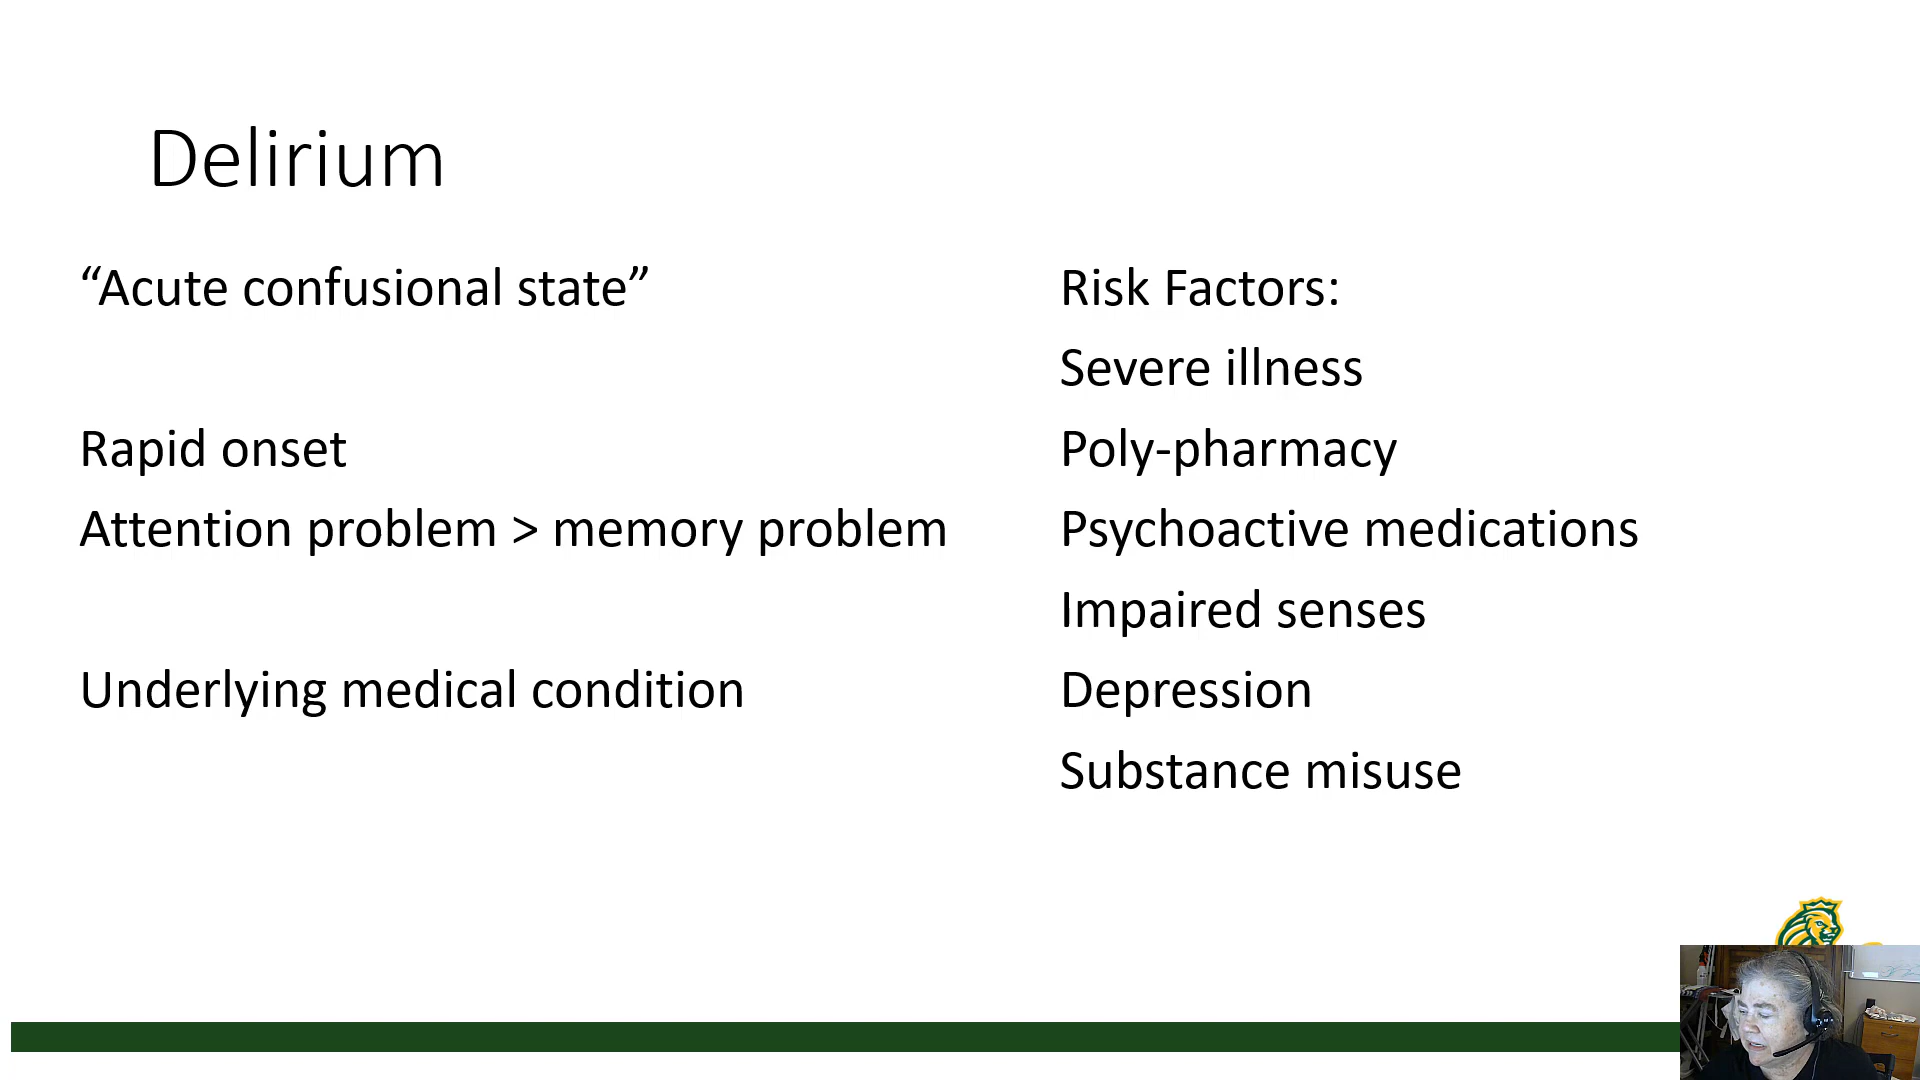 Delirium
“Acute confusional state”
Rapid onset
Attention problem > memory problem
Underlying medical condition
Risk Factors:
Severe illness
Poly-pharmacy
Psychoactive medications
Impaired senses
Depression
Substance misuse